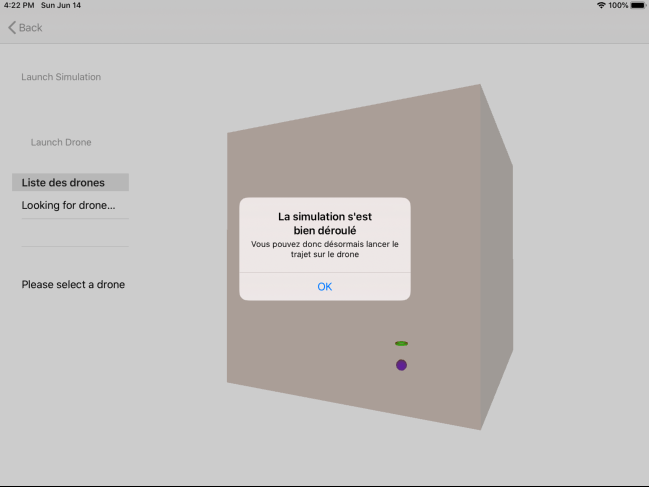 4:22 PM Sun Jun 14 100%
Back
Launch Simulation
Launch Drone
Liste des drones
Looking for drone...
Please select a drone
La simulation s'est
bien déroulé
Vous pouvez donc désormais lancer le
trajet sur le drone
OK